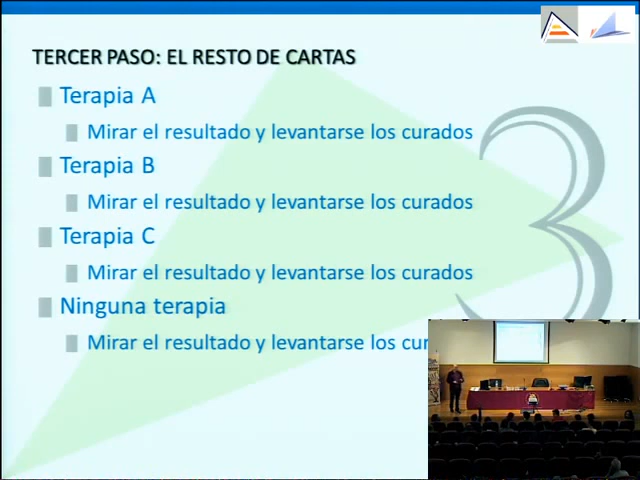 TERCER PASO: EL RESTO DE CARTAS
Terapia A
Mirar el resultado y levantarse los curados
Terapia B
Mirar el resultado y levantarse los curados
Terapia C
Mirar el resultado y levantarse los curados
Ninguna terapia
Mirar el resultado y levantarse los
3